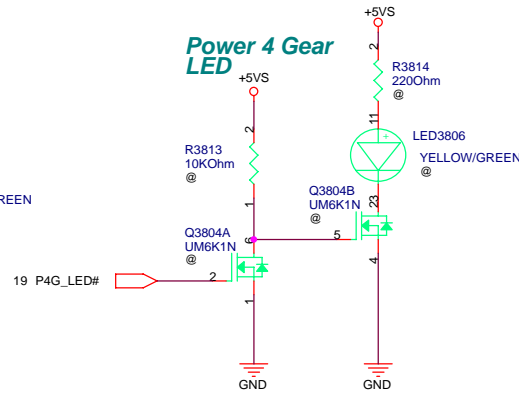 +5VS
Power 4 Gear
LED
+5VS
2
R3814
220Ohm
@
11
LED3806
+
YELLOW/GREEN
@
2
R3813
10KOhm
@
1
REEN
Q3804B
UM6K1N
@
23
5
4
Q3804A
UM6K1N
@
6
19 P4G_LED#
2
1
GND
GND